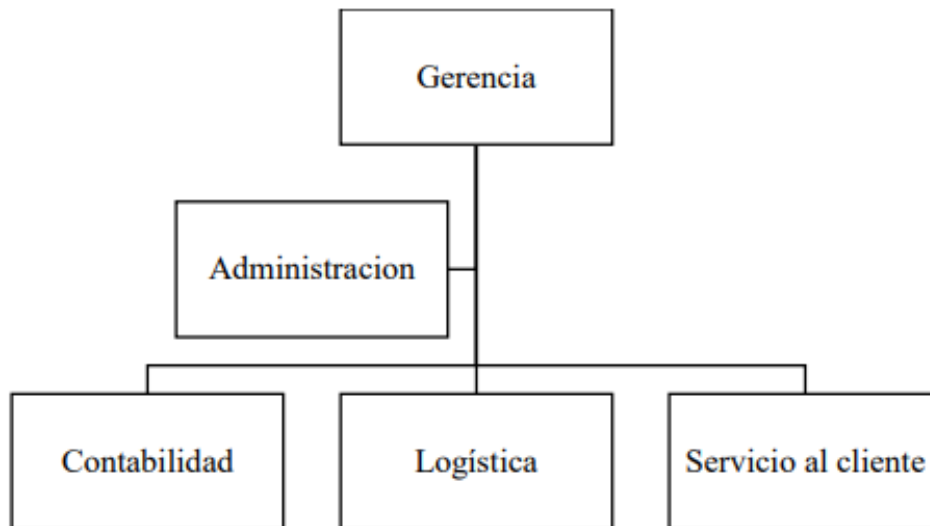 Gerencia
Administracion
Contabilidad
Logística
Servicio al cliente